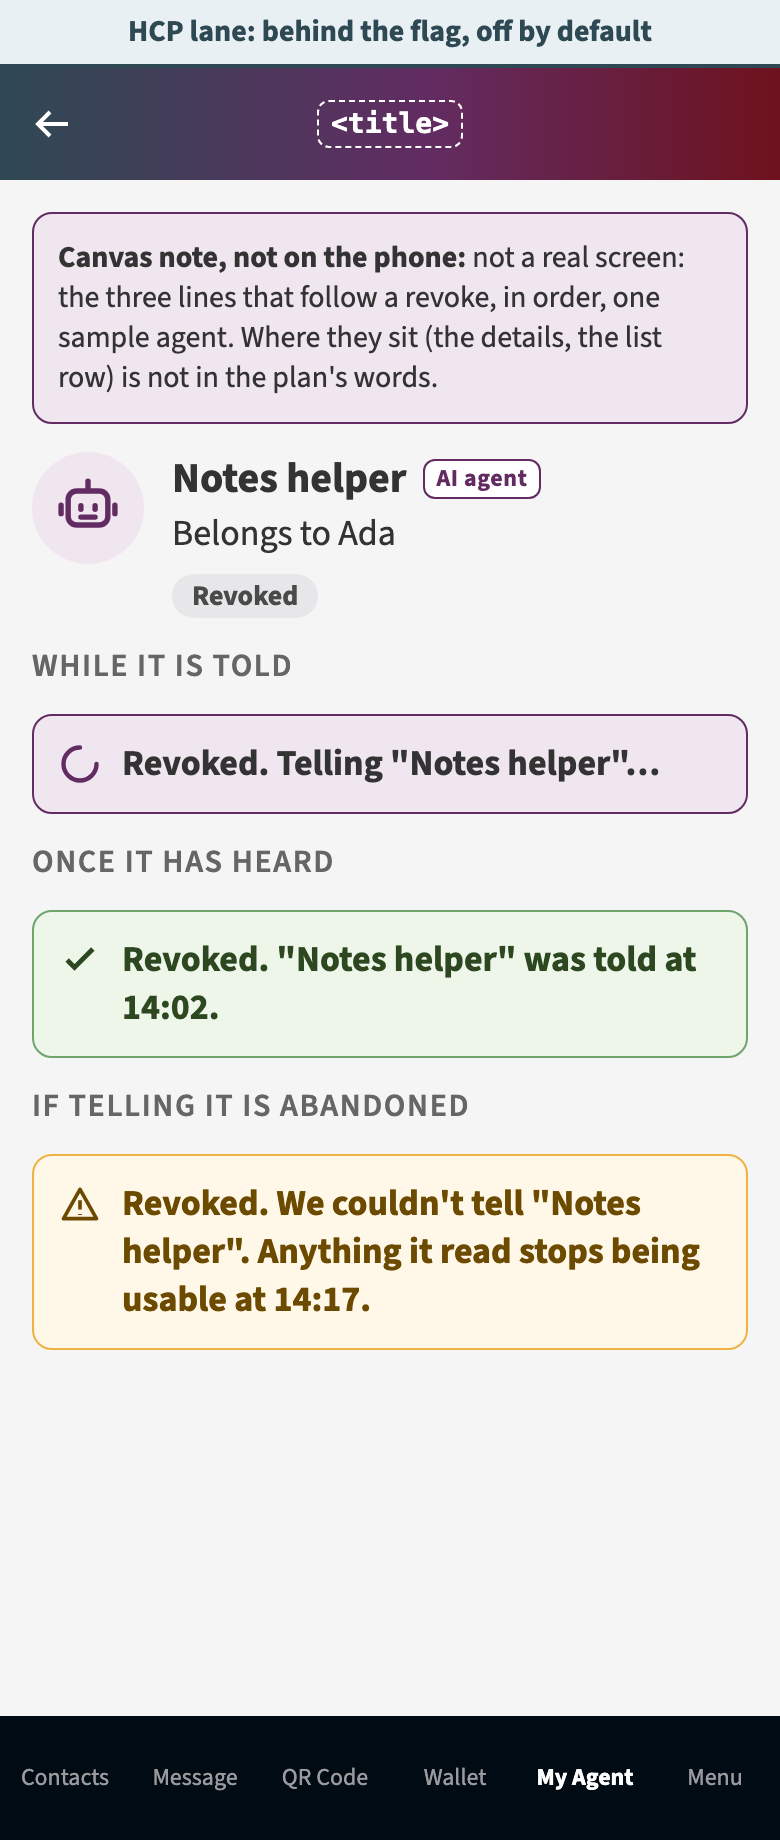 HCP lane: behind the flag, off by default
<title>
Canvas note, not on the phone: not a real screen:
the three lines that follow a revoke, in order, one
sample agent. Where they sit (the details, the list
row) is not in the plan's words.
Notes helper AI agent
Belongs to Ada
Revoked
WHILE IT IS TOLD
Revoked. Telling "Notes helper"...
ONCE IT HAS HEARD
Revoked. "Notes helper" was told at
14:02.
IF TELLING IT IS ABANDONED
Revoked. We couldn't tell "Notes
helper". Anything it read stops being
usable at 14:17.
Contacts Message QR Code Wallet My Agent Menu